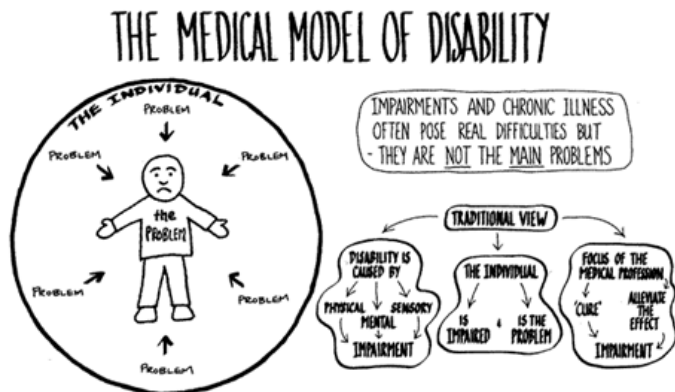 THE MEDICAL MODEL OF DISABILITY
THE INDIVIDUAL
PROBLEM
PROBLEM
PROBLEM
the
PROBLEM
PROBLEM
PROBLEM
PROBLEM
IMPAIRMENTS AND CHRONIC ILLNESS
OFTEN POSE REAL DIFFICULTIES BUT
- THEY ARE NOT THE MAIN PROBLEMS
TRADITIONAL VIEW
DISABILITY IS
CAUSED BY
PHYSICAL
SENSORY
MENTAL
IMPAIRMENT
THE INDIVIDUAL
IS
IMPAIRED
&
IS THE
PROBLEM
FOCUS OF THE
MEDICAL PROFESSION
'CURE'
ALLEVIATE
THE
EFFECT
IMPAIRMENT